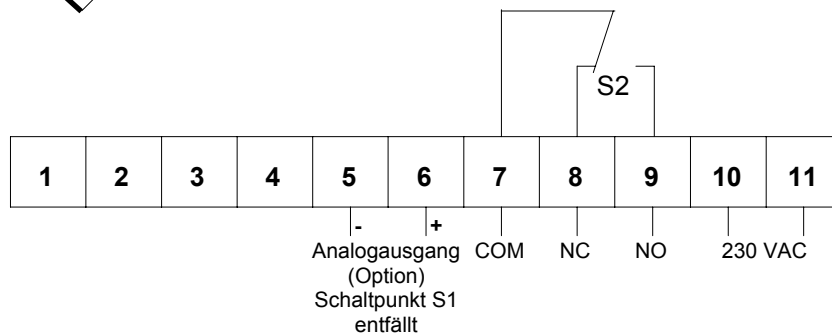 S2
1 2 3 4 5 6 7 8 9 10 11
- +
Analogausgang COM NC NO 230 VAC
(Option)
Schaltpunkt S1
entfällt